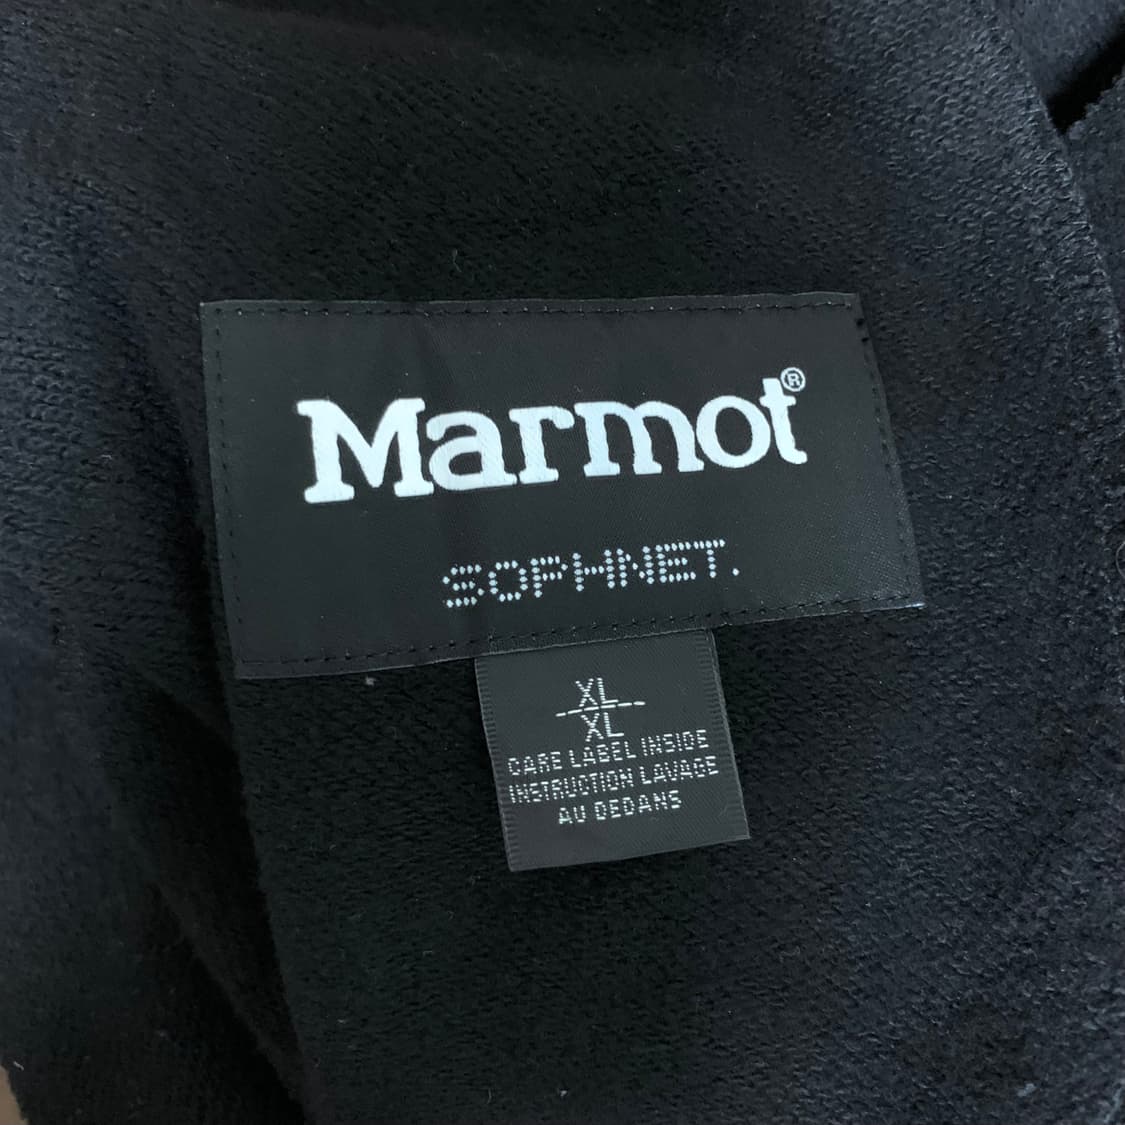 Marmot®
SOPHNET.
XL
XL
CARE LABEL INSIDE
INSTRUCTION LAVAGE
AU DEDANS